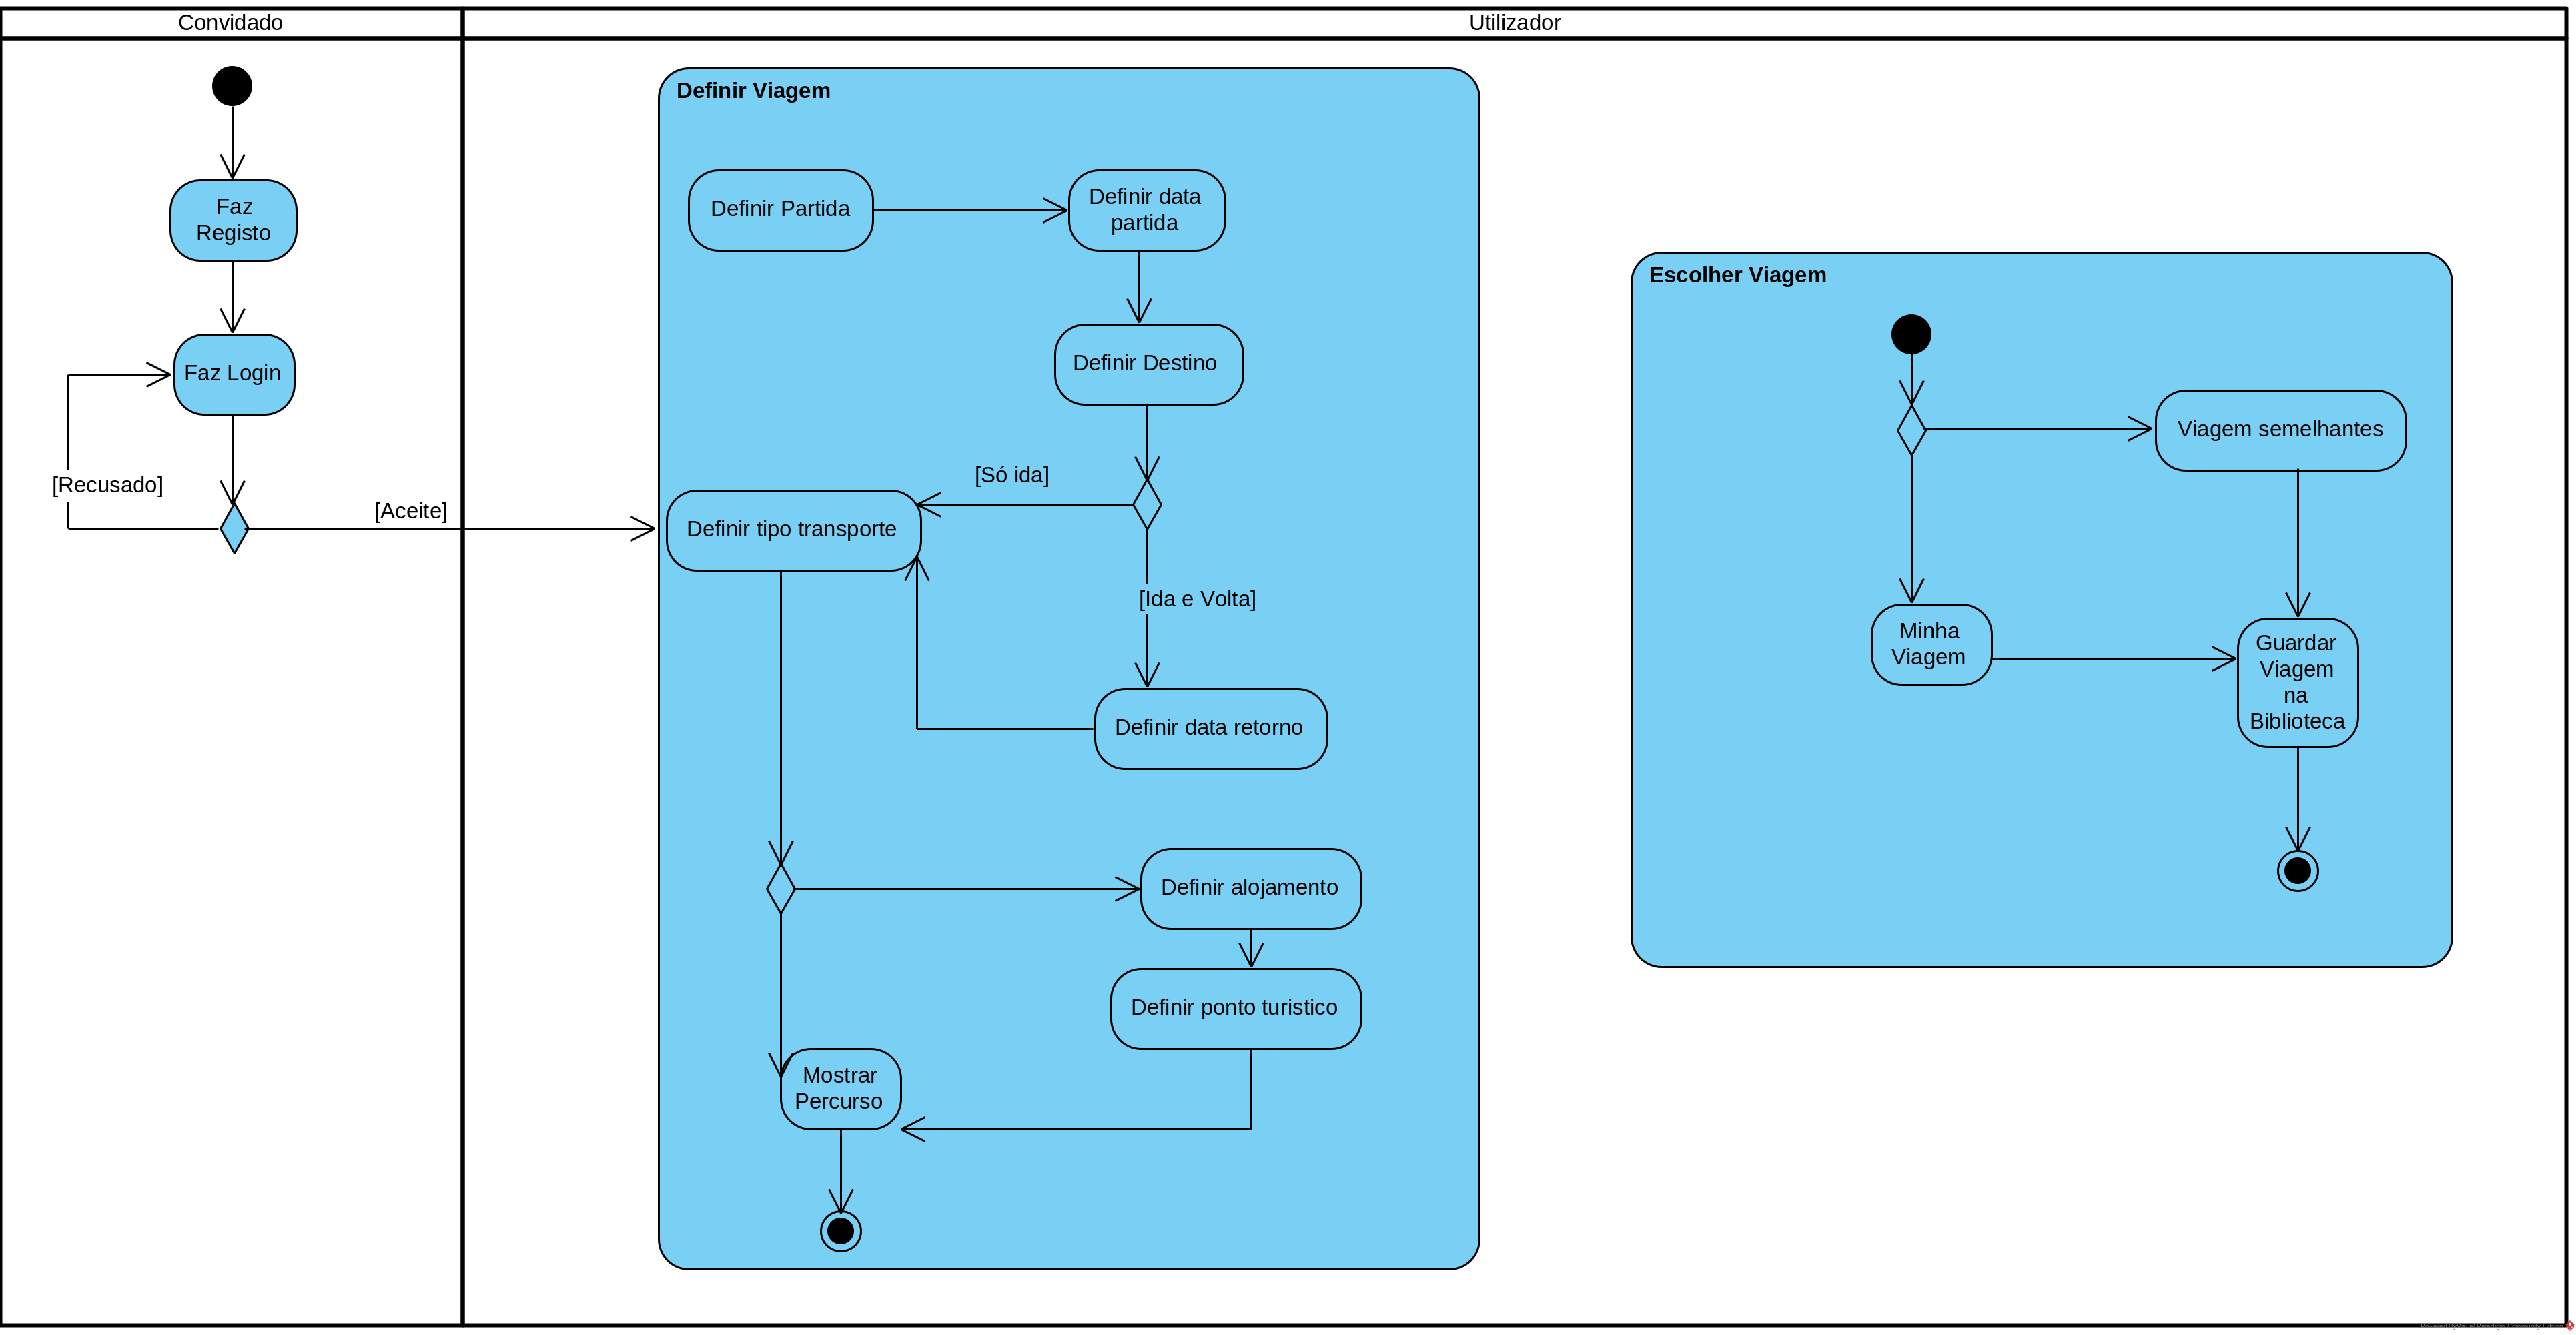 Convidado
Utilizador
Faz
Registo
Faz Login
[Recusado]
[Aceite]
Definir Viagem
Definir Partida
Definir data
partida
Definir Destino
[Só ida]
Definir tipo transporte
[Ida e Volta]
Definir data retorno
Definir alojamento
Definir ponto turistico
Mostrar
Percurso
Escolher Viagem
Viagem semelhantes
Minha
Viagem
Guardar
Viagem
na
Biblioteca